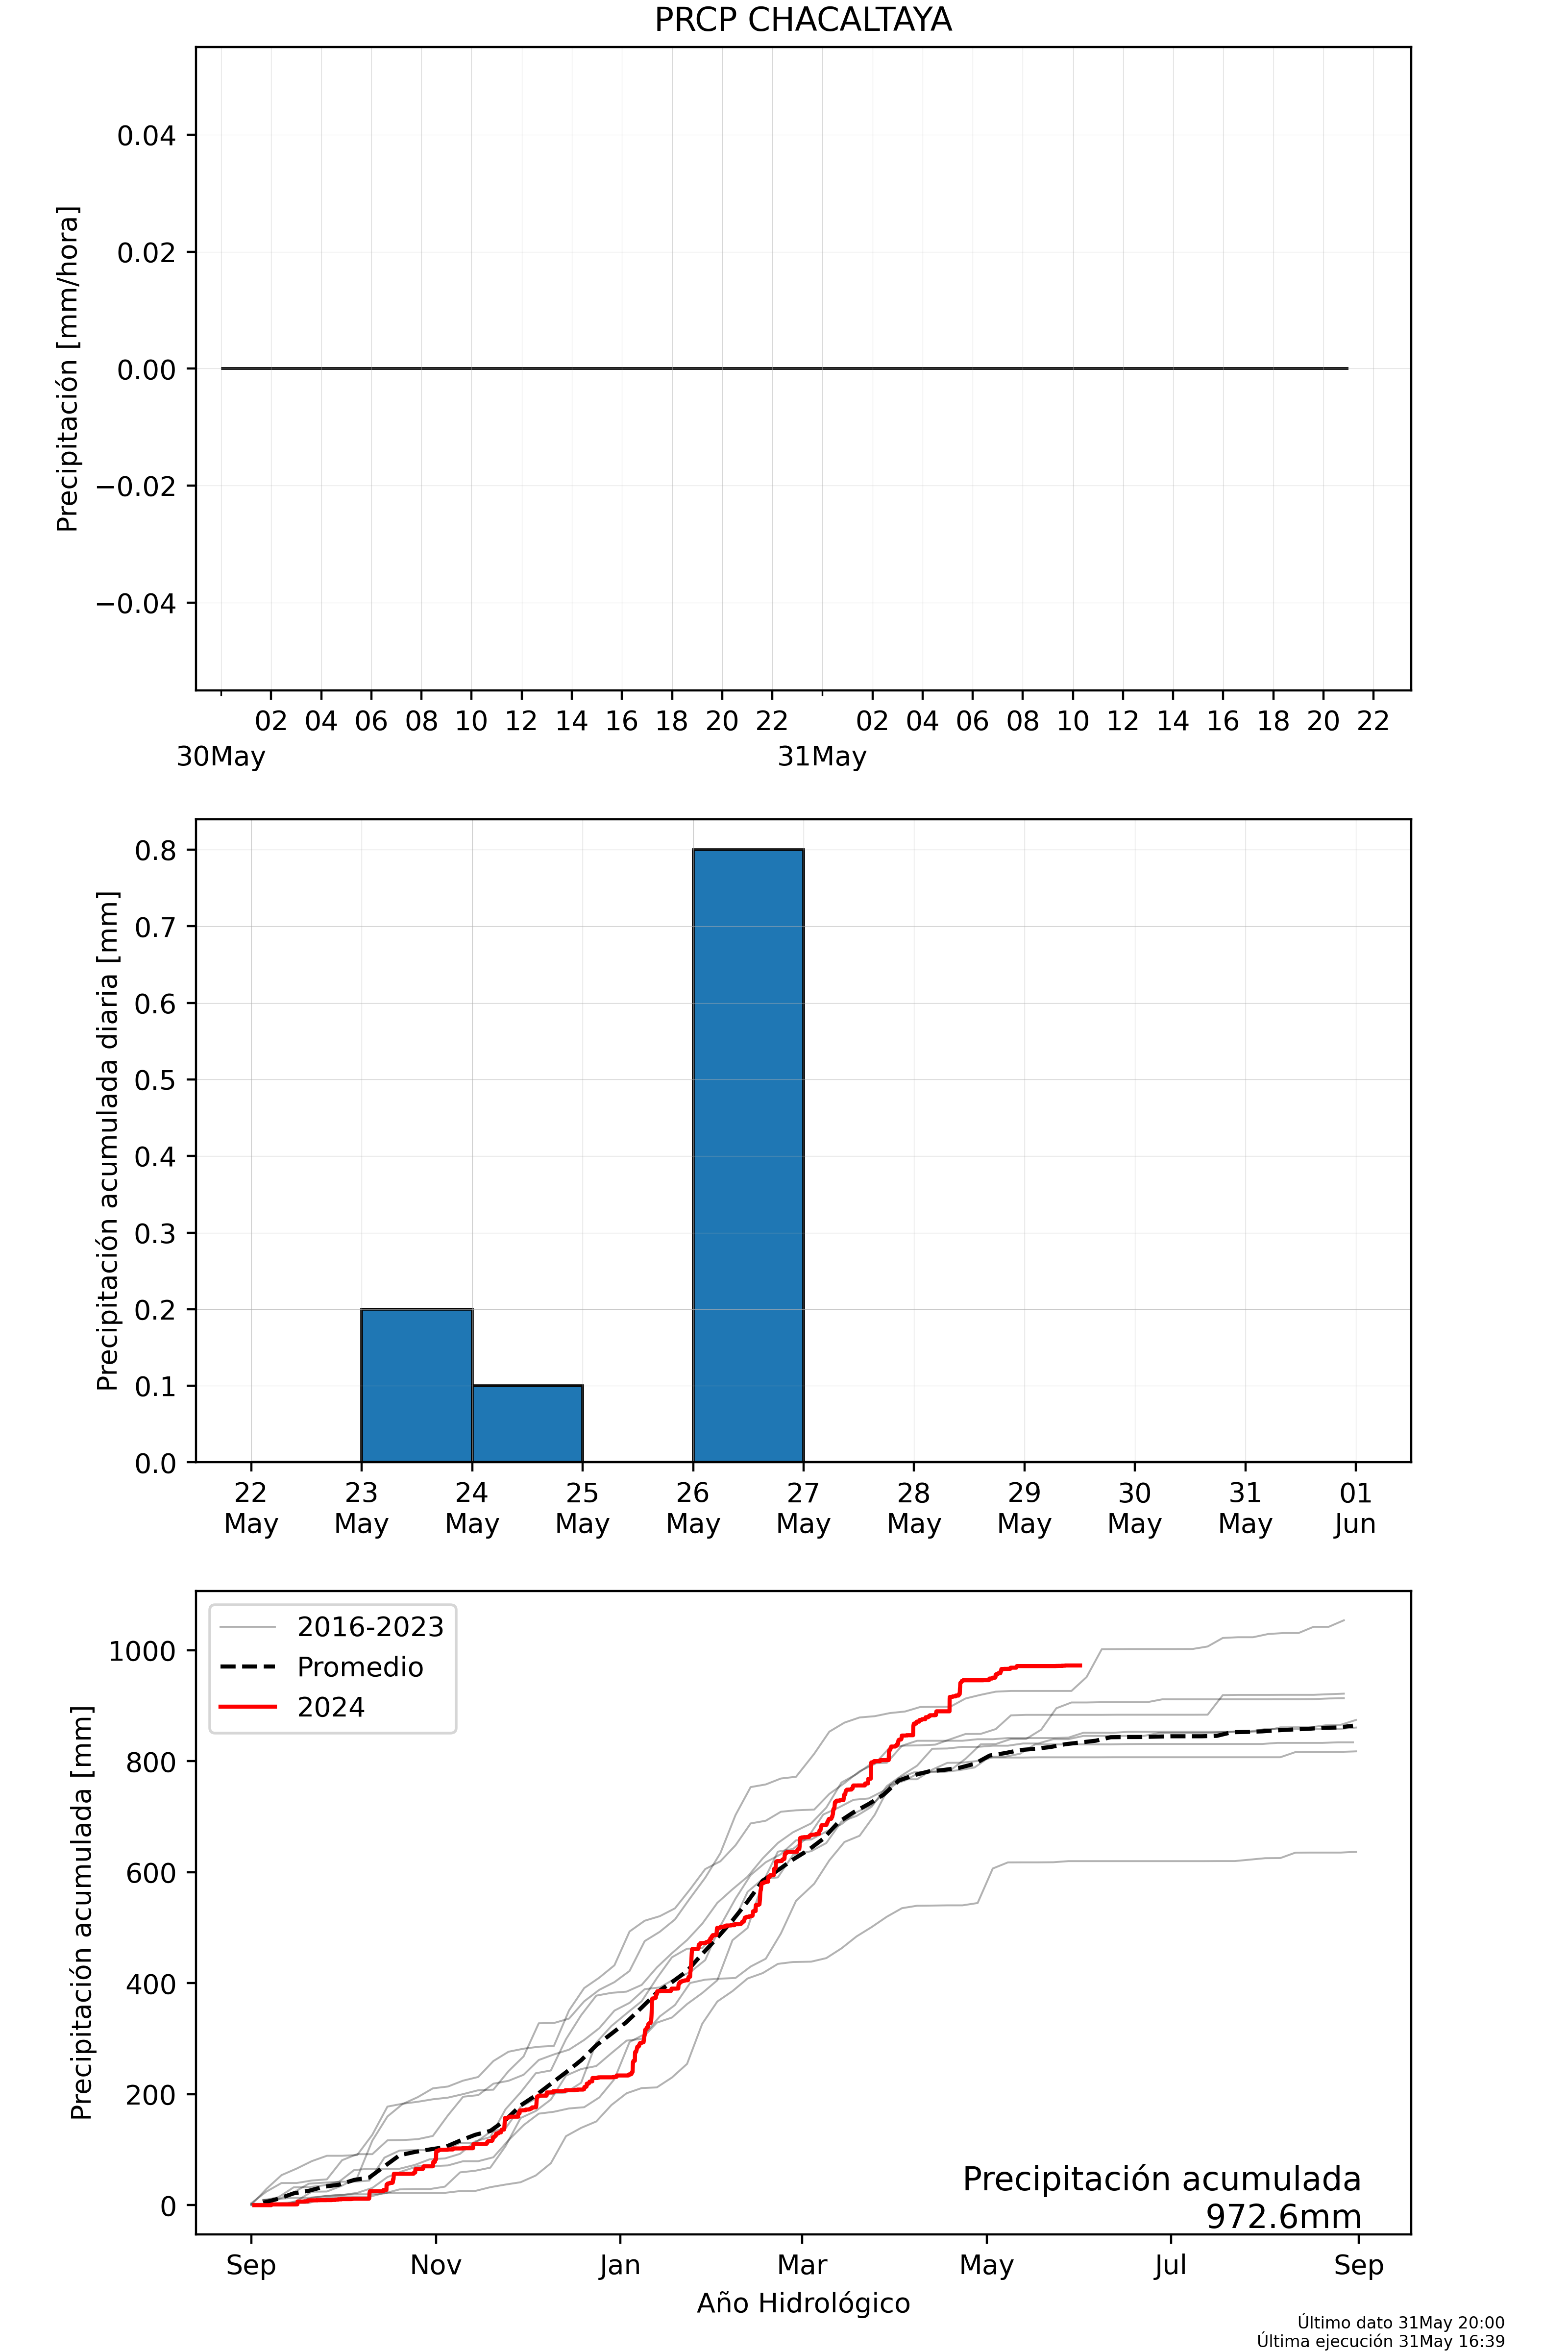 PRCP CHACALTAYA
Precipitación [mm/hora]
0.04
0.02
0.00
−0.02
−0.04
02 04 06 08 10 12 14 16 18 20 22 02 04 06 08 10 12 14 16 18 20 22
30May 31May
Precipitación acumulada diaria [mm]
0.8
0.7
0.6
0.5
0.4
0.3
0.2
0.1
0.0
22 23 24 25 26 27 28 29 30 31 01
May May May May May May May May May May Jun
Precipitación acumulada [mm]
1000
800
600
400
200
0
2016-2023
Promedio
2024
Precipitación acumulada
972.6mm
Sep Nov Jan Mar May Jul Sep
Año Hidrológico
Último dato 31May 20:00
Última ejecución 31May 16:39